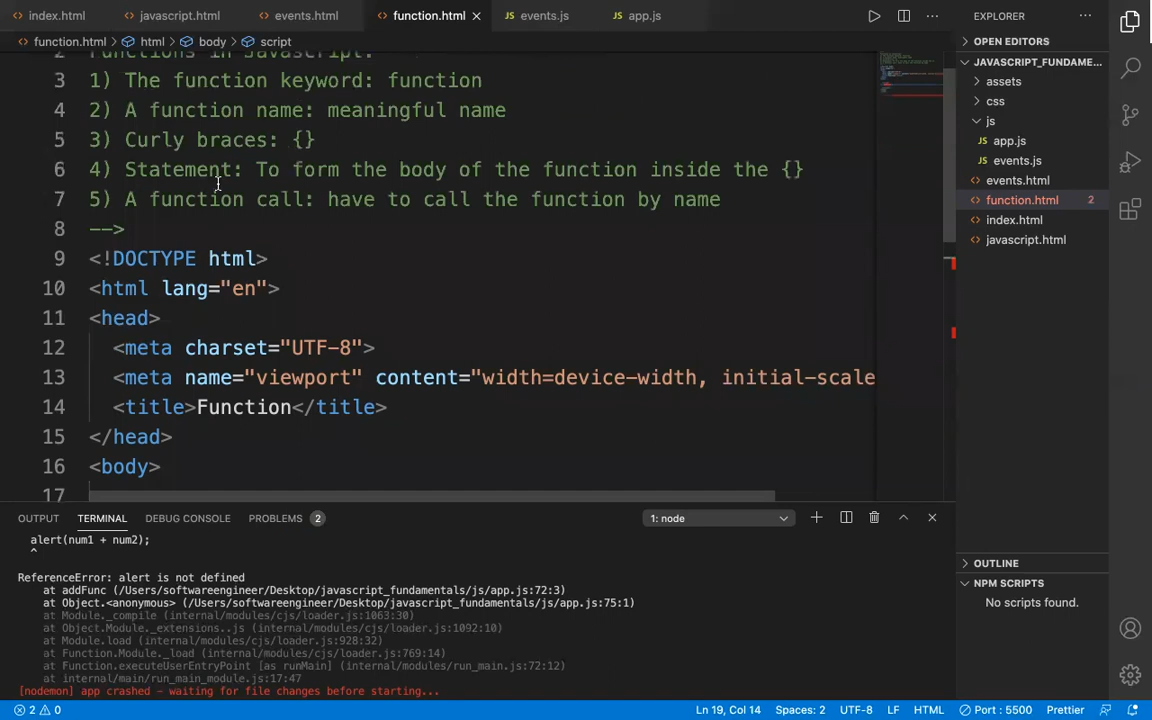 index.html javascript.html events.html function.html events.js app.js EXPLORER
function.html html body script
OPEN EDITORS
JAVASCRIPT_FUNDAME...
assets
css
js
app.js
events.js
events.html
function.html 2
index.html
javascript.html
2 Functions in JavaScript:
3 1) The function keyword: function
4 2) A function name: meaningful name
5 3) Curly braces: {}
6 4) Statement: To form the body of the function inside the {}
7 5) A function call: have to call the function by name
8 -->
9 <!DOCTYPE html>
10 <html lang="en">
11 <head>
12 <meta charset="UTF-8">
13 <meta name="viewport" content="width=device-width, initial-scale
14 <title>Function</title>
15 </head>
16 <body>
17
OUTPUT TERMINAL DEBUG CONSOLE PROBLEMS 2 1: node
alert(num1 + num2);
^
ReferenceError: alert is not defined
at addFunc (/Users/softwareengineer/Desktop/javascript_fundamentals/js/app.js:72:3)
at Object.<anonymous> (/Users/softwareengineer/Desktop/javascript_fundamentals/js/app.js:75:1)
at Module._compile (internal/modules/cjs/loader.js:1063:30)
at Object.Module._extensions..js (internal/modules/cjs/loader.js:1092:10)
at Module.load (internal/modules/cjs/loader.js:928:32)
at Function.Module._load (internal/modules/cjs/loader.js:769:14)
at Function.executeUserEntryPoint [as runMain] (internal/modules/run_main.js:72:12)
at internal/main/run_main_module.js:17:47
[nodemon] app crashed - waiting for file changes before starting...
OUTLINE
NPM SCRIPTS
No scripts found.
2 0 Ln 19, Col 14 Spaces: 2 UTF-8 LF HTML Port : 5500 Prettier